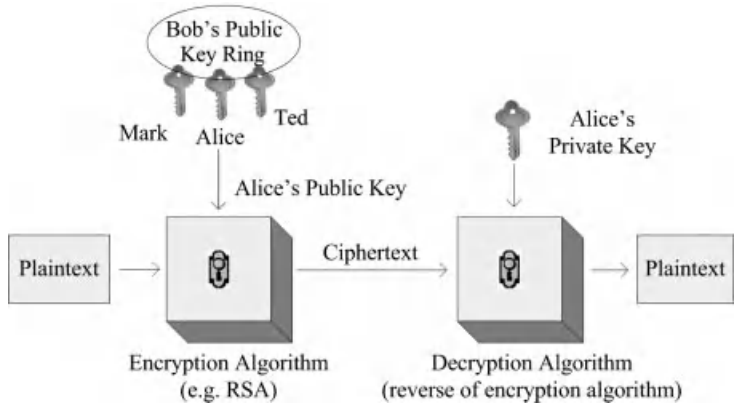 Bob's Public
Key Ring
Mark
Alice
Ted
Alice's
Private Key
Alice's Public Key
Plaintext
Ciphertext
Plaintext
Encryption Algorithm
(e.g. RSA)
Decryption Algorithm
(reverse of encryption algorithm)